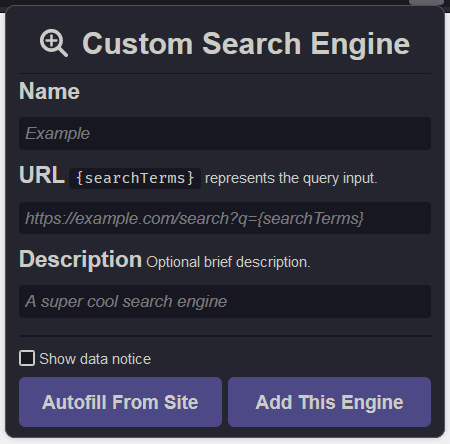 Custom Search Engine
Name
Example
URL {searchTerms} represents the query input.
https://example.com/search?q={searchTerms}
Description Optional brief description.
A super cool search engine
Show data notice
Autofill From Site Add This Engine